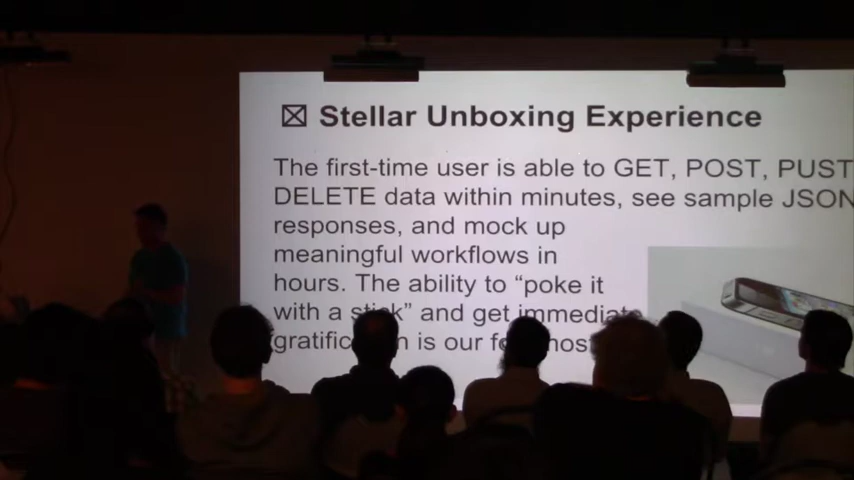 Stellar Unboxing Experience
The first-time user is able to GET, POST, PUST
DELETE data within minutes, see sample JSON
responses, and mock up
meaningful workflows in
hours. The ability to “poke it
with a stick” and get immediate
is our